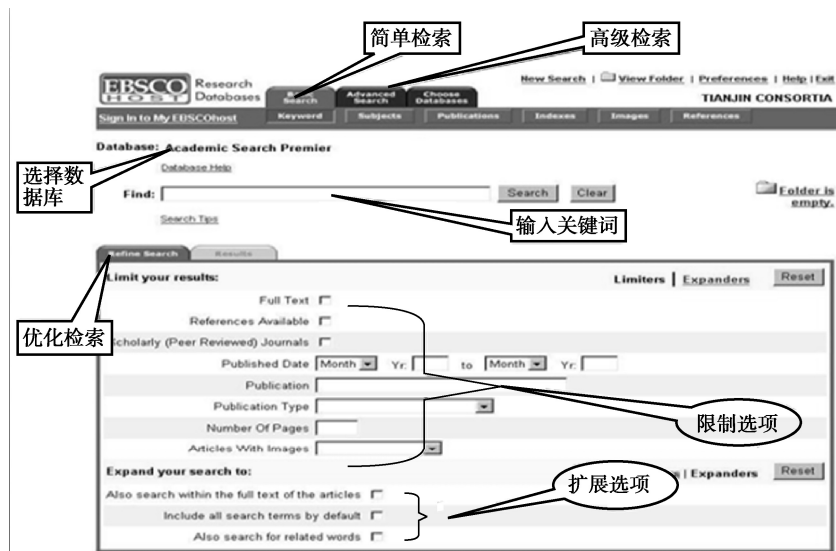 简单检索
高级检索
EBSCO Research
HOST Databases
Search
Advanced Search
Choose Databases
New Search | View Folder | Preferences | Help | Exit
TIANJIN CONSORTIA
Sign In to My EBSCOhost
Keyword
Subjects
Publications
Indexes
Images
References
Database: Academic Search Premier
选择数
据库
Database Help
Find:
Search
Clear
Folder is
empty.
Search Tips
输入关键词
Refine Search
Results
Limit your results:
Limiters | Expanders
Reset
Full Text
优化检索
References Available
Scholarly (Peer Reviewed) Journals
Published Date Month Yr: to Month Yr:
Publication
Publication Type
限制选项
Number Of Pages
Articles With Images
Expand your search to:
| Expanders
Reset
扩展选项
Also search within the full text of the articles
Include all search terms by default
Also search for related words